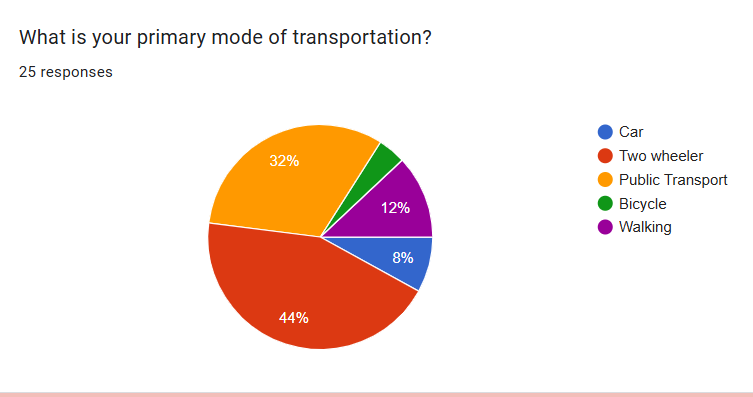 What is your primary mode of transportation?
25 responses
Car
Two wheeler
Public Transport
Bicycle
Walking
32%
12%
8%
44%